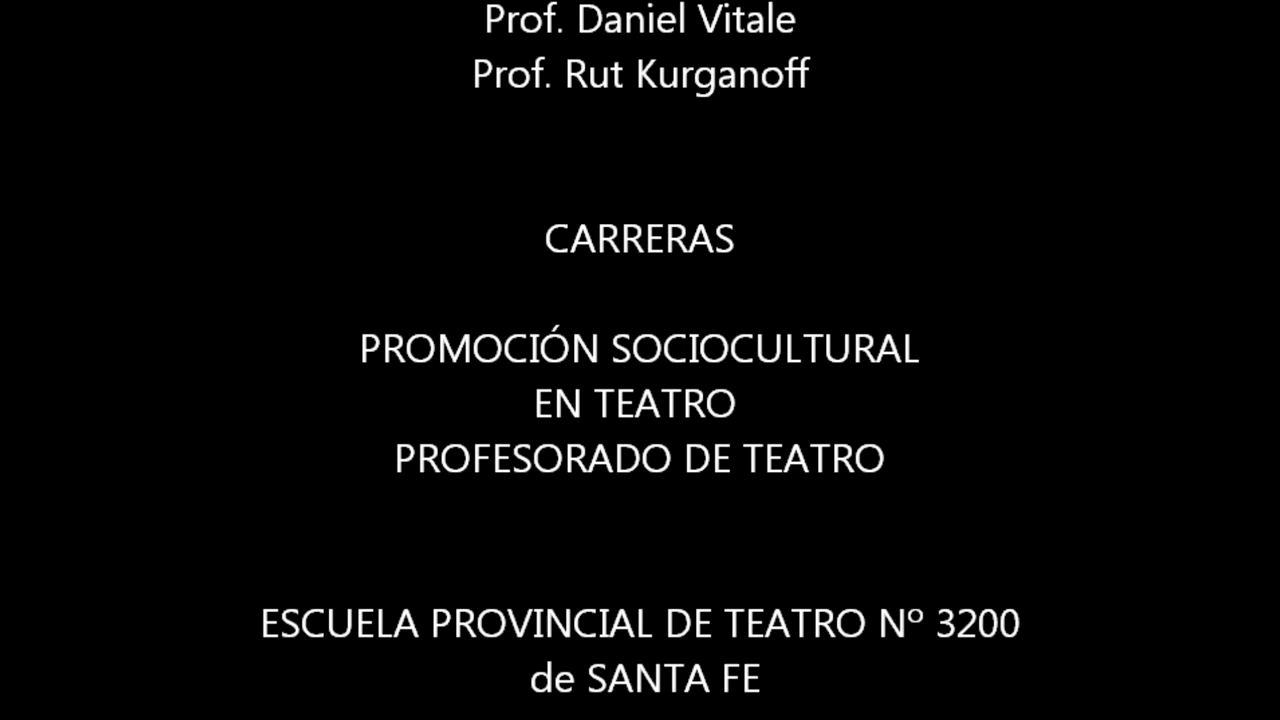 Prof. Daniel Vitale
Prof. Rut Kurganoff
CARRERAS
PROMOCIÓN SOCIOCULTURAL
EN TEATRO
PROFESORADO DE TEATRO
ESCUELA PROVINCIAL DE TEATRO Nº 3200
de SANTA FE